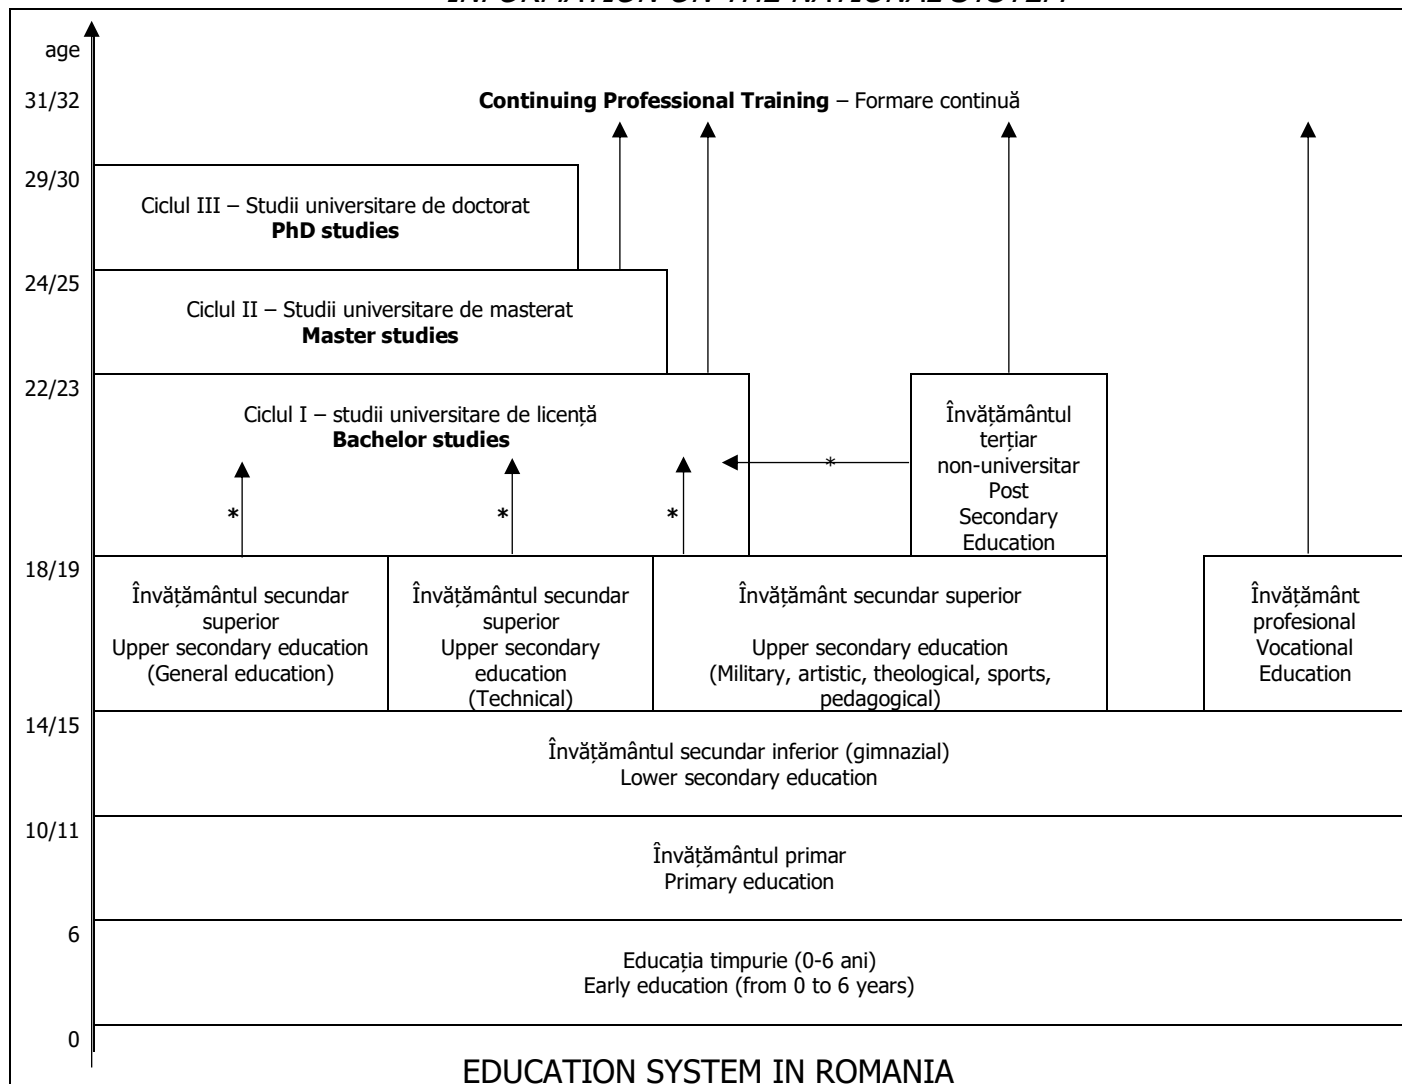 INFORMATION ON THE NATIONAL SYSTEM
age
31/32
Continuing Professional Training – Formare continuă
29/30
Ciclul III – Studii universitare de doctorat
PhD studies
24/25
Ciclul II – Studii universitare de masterat
Master studies
22/23
Ciclul I – studii universitare de licență
Bachelor studies
Învățământul
terțiar
non-universitar
Post
Secondary
Education
*
*
*
*
18/19
Învățământul secundar
superior
Upper secondary education
(General education)
Învățământul secundar
superior
Upper secondary
education
(Technical)
Învățământ secundar superior
Upper secondary education
(Military, artistic, theological, sports,
pedagogical)
Învățământ
profesional
Vocational
Education
14/15
Învățământul secundar inferior (gimnazial)
Lower secondary education
10/11
Învățământul primar
Primary education
6
Educația timpurie (0-6 ani)
Early education (from 0 to 6 years)
0
EDUCATION SYSTEM IN ROMANIA